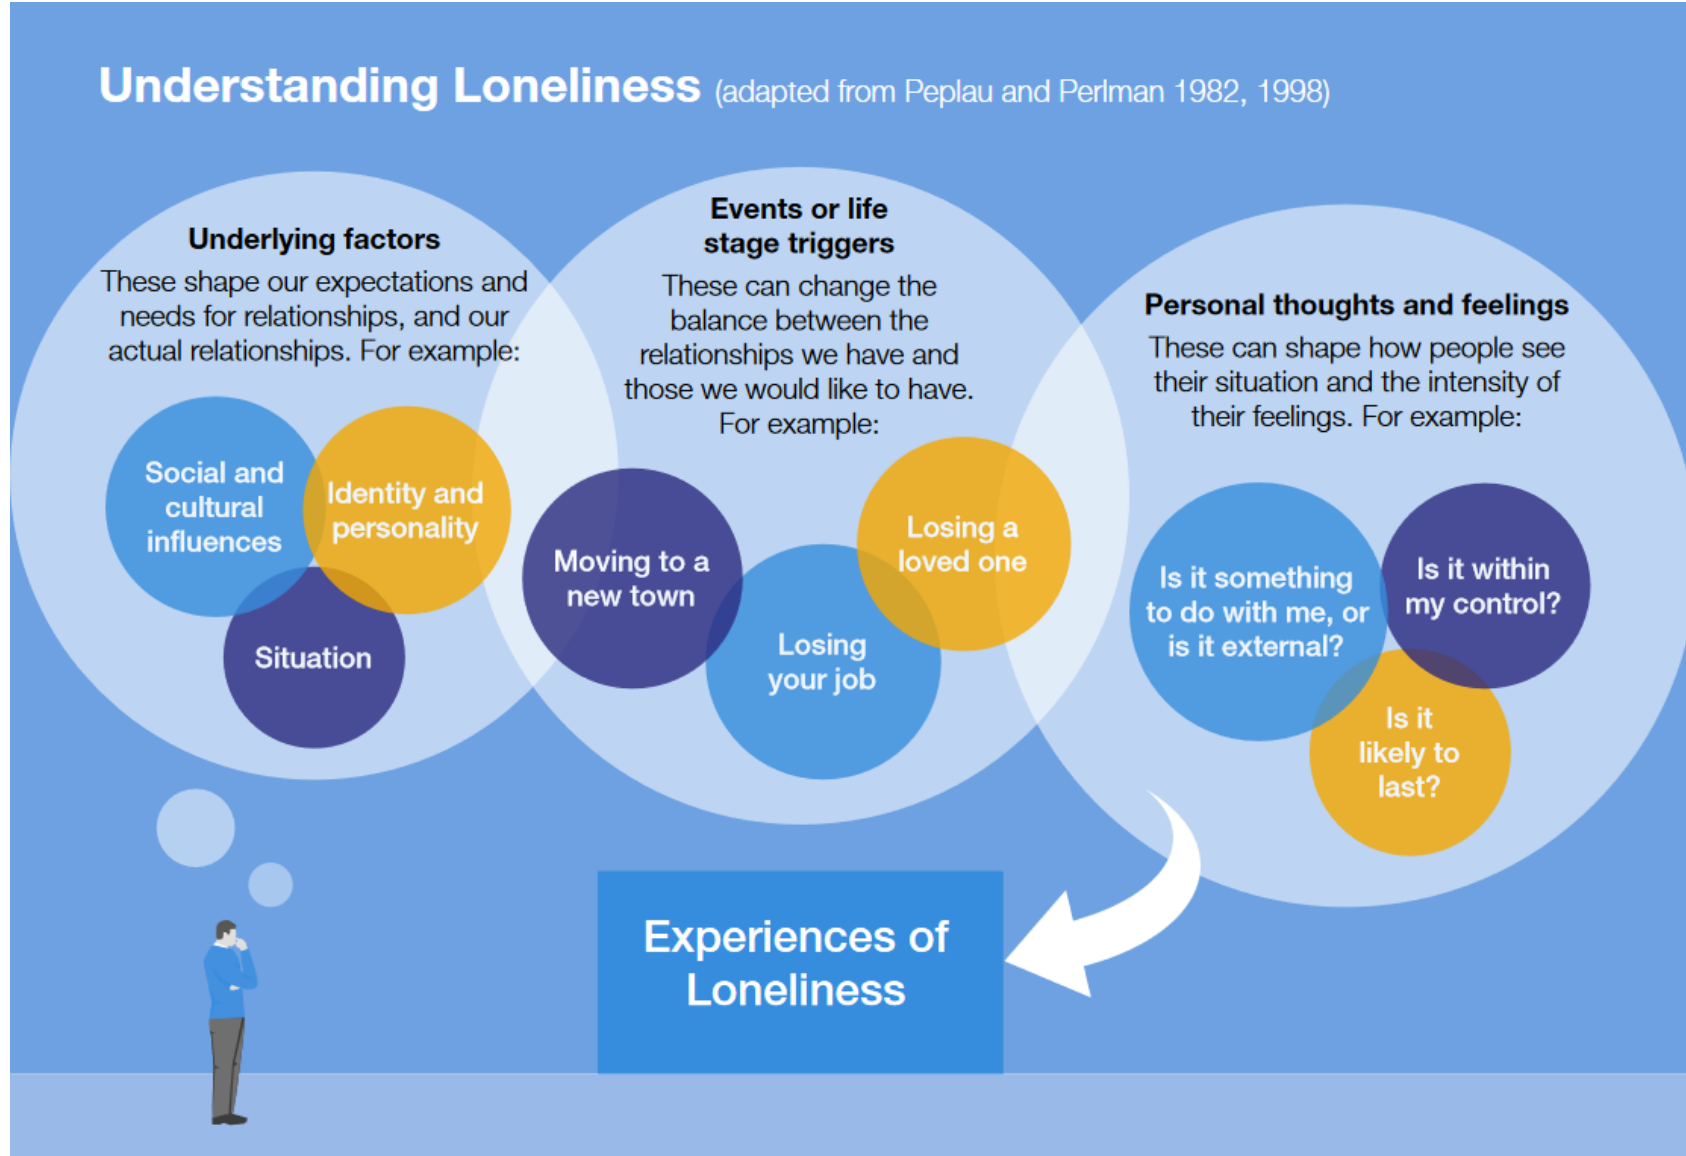 Understanding Loneliness (adapted from Peplau and Perlman 1982, 1998)
Underlying factors
These shape our expectations and
needs for relationships, and our
actual relationships. For example:
Social and
cultural
influences
Identity and
personality
Situation
Events or life
stage triggers
These can change the
balance between the
relationships we have and
those we would like to have.
For example:
Moving to a
new town
Losing
your job
Losing a
loved one
Personal thoughts and feelings
These can shape how people see
their situation and the intensity of
their feelings. For example:
Is it something
to do with me, or
is it external?
Is it within
my control?
Is it
likely to
last?
Experiences of
Loneliness